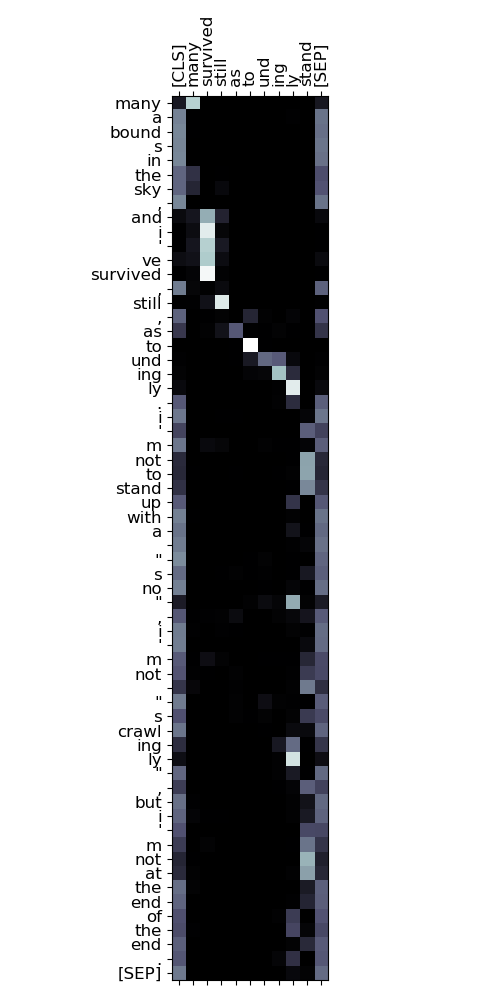 [CLS]
many
survived
still
as
to
und
ing
ly
stand
[SEP]
many
a
bound
s
in
the
sky
,
and
i
'
ve
survived
,
still
,
as
to
und
ing
ly
.
i
'
m
not
to
stand
up
with
a
"
s
no
"
,
i
'
m
not
"
s
crawl
ing
ly
"
,
but
i
'
m
not
at
the
end
of
the
end
.
[SEP]